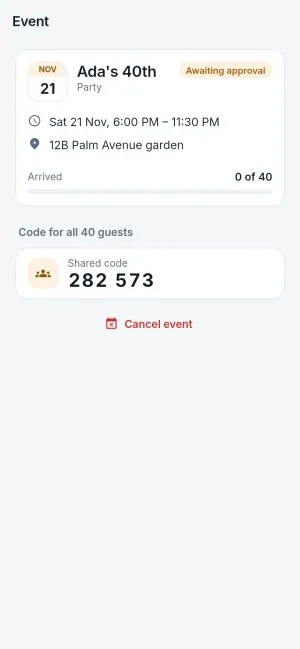 Event
NOV
21
Ada's 40th
Party
Awaiting approval
Sat 21 Nov, 6:00 PM – 11:30 PM
12B Palm Avenue garden
Arrived
0 of 40
Code for all 40 guests
Shared code
282 573
Cancel event